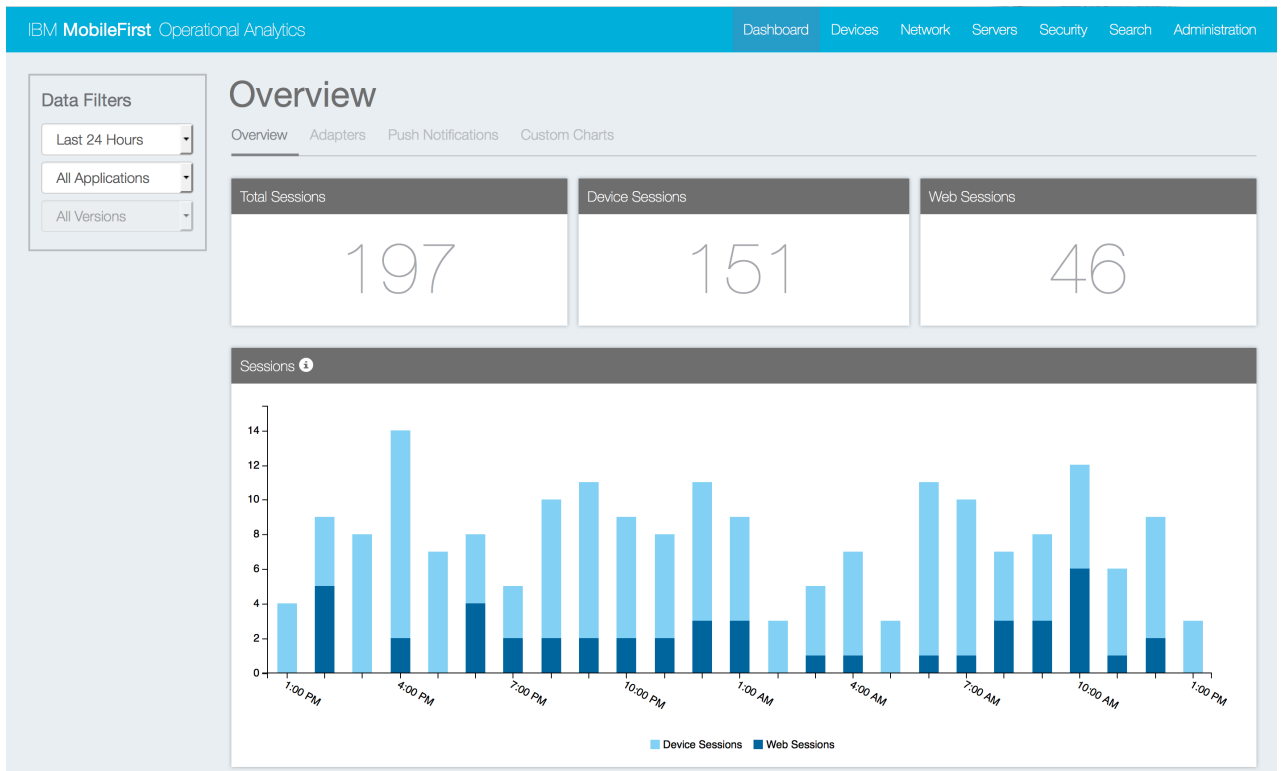 IBM MobileFirst Operational Analytics
Dashboard Devices Network Servers Security Search Administration
Data Filters
Last 24 Hours
All Applications
All Versions
Overview
Overview Adapters Push Notifications Custom Charts
Total Sessions
197
Device Sessions
151
Web Sessions
46
Sessions i
14
12
10
8
6
4
2
0
1:00 PM 4:00 PM 7:00 PM 10:00 PM 1:00 AM 4:00 AM 7:00 AM 10:00 AM 1:00 PM
Device Sessions Web Sessions